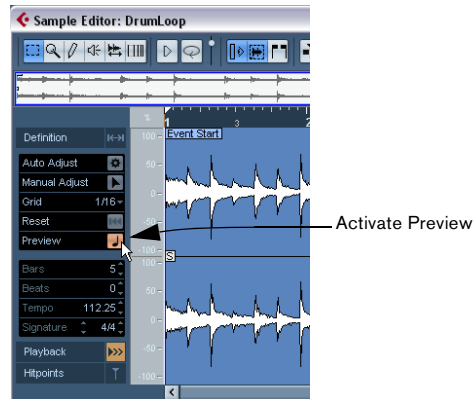 Sample Editor: DrumLoop
1 3 2
Definition
Event Start
100
Auto Adjust
50
Manual Adjust
Grid 1/16
0
Reset
-50
Preview
Activate Preview
-100
S
100
Bars 5
50
Beats 0
Tempo 112.25
0
Signature 4/4
-50
Playback
Hitpoints
-100